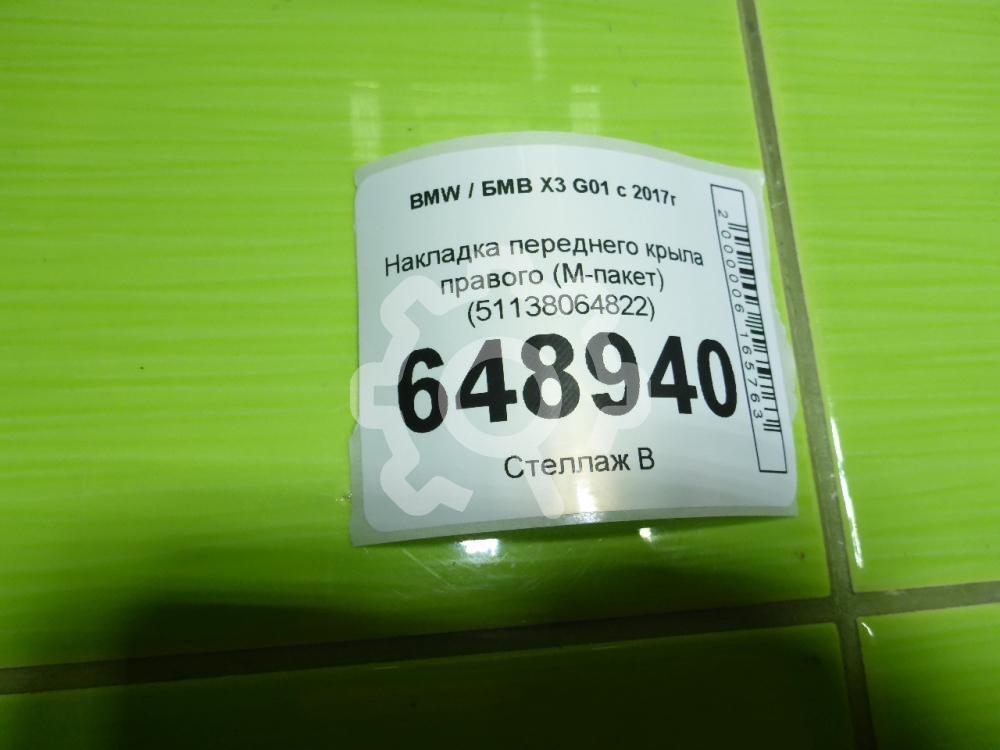 BMW / БМВ X3 G01 с 2017г
Накладка переднего крыла
правого (М-пакет)
(51138064822)
648940
Стеллаж В
2000006165763